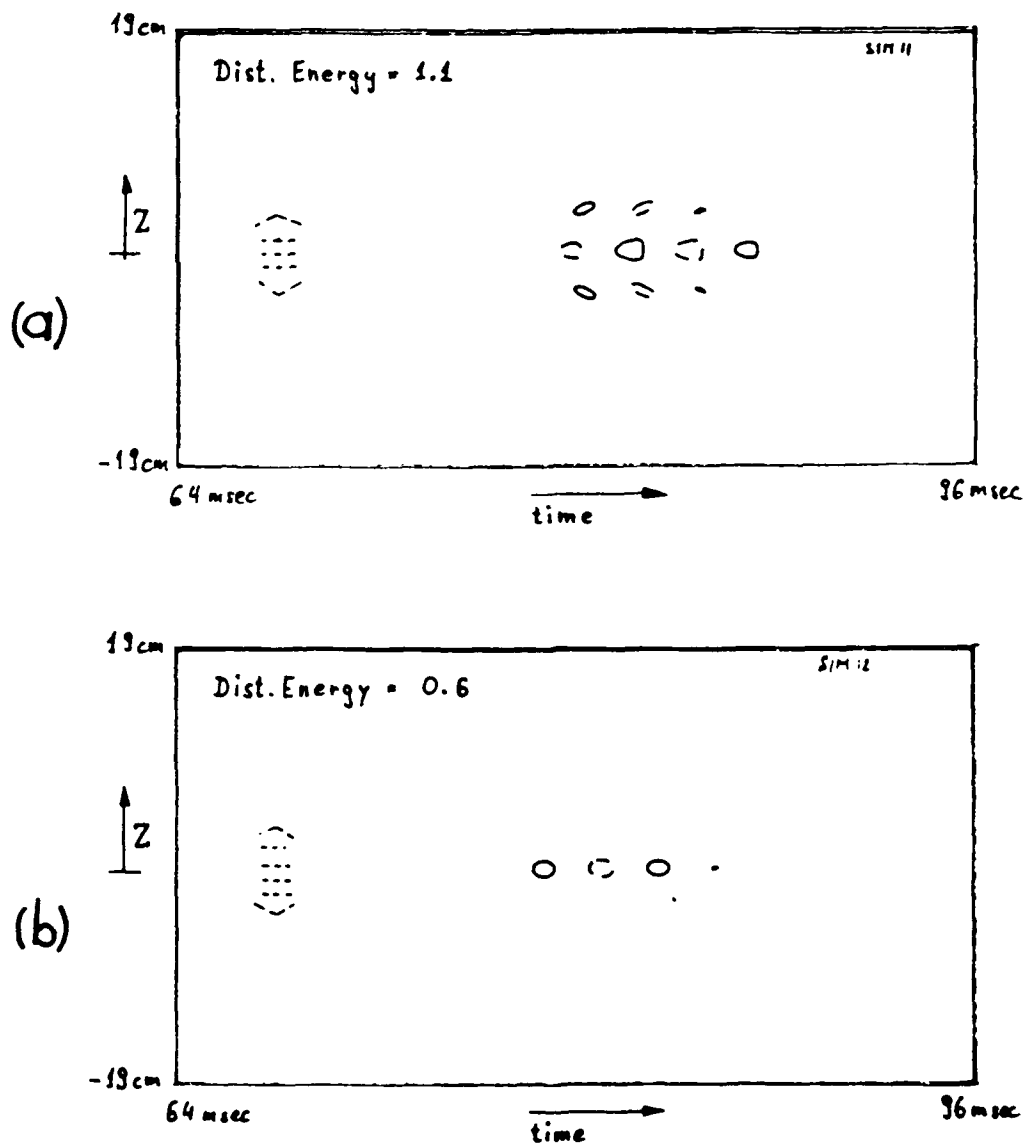 19cm
SIM 11
Dist. Energy = 1.1
Z
(a)
-19cm
64 msec
96 msec
time
19cm
SIM 12
Dist. Energy = 0.6
Z
(b)
-19cm
64 msec
96 msec
time